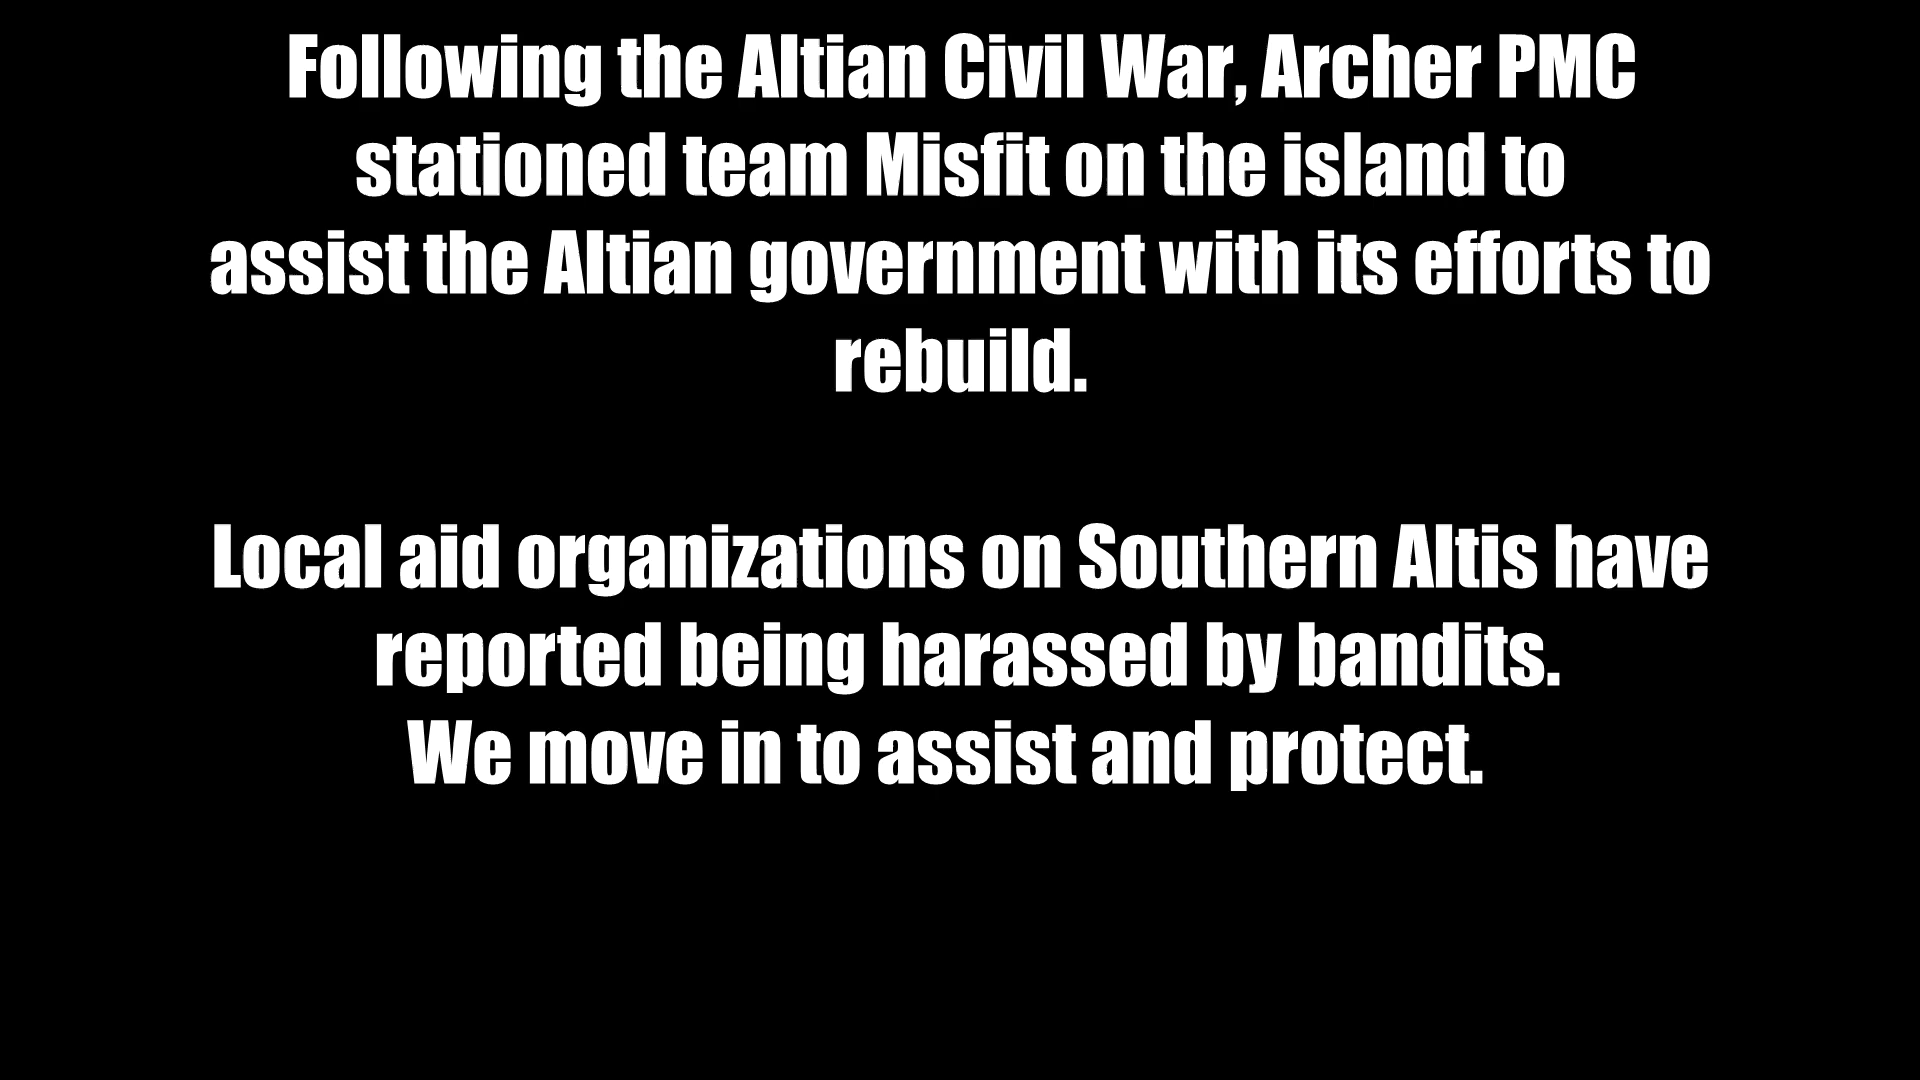 Following the Altian Civil War, Archer PMC
stationed team Misfit on the island to
assist the Altian government with its efforts to
rebuild.
Local aid organizations on Southern Altis have
reported being harassed by bandits.
We move in to assist and protect.